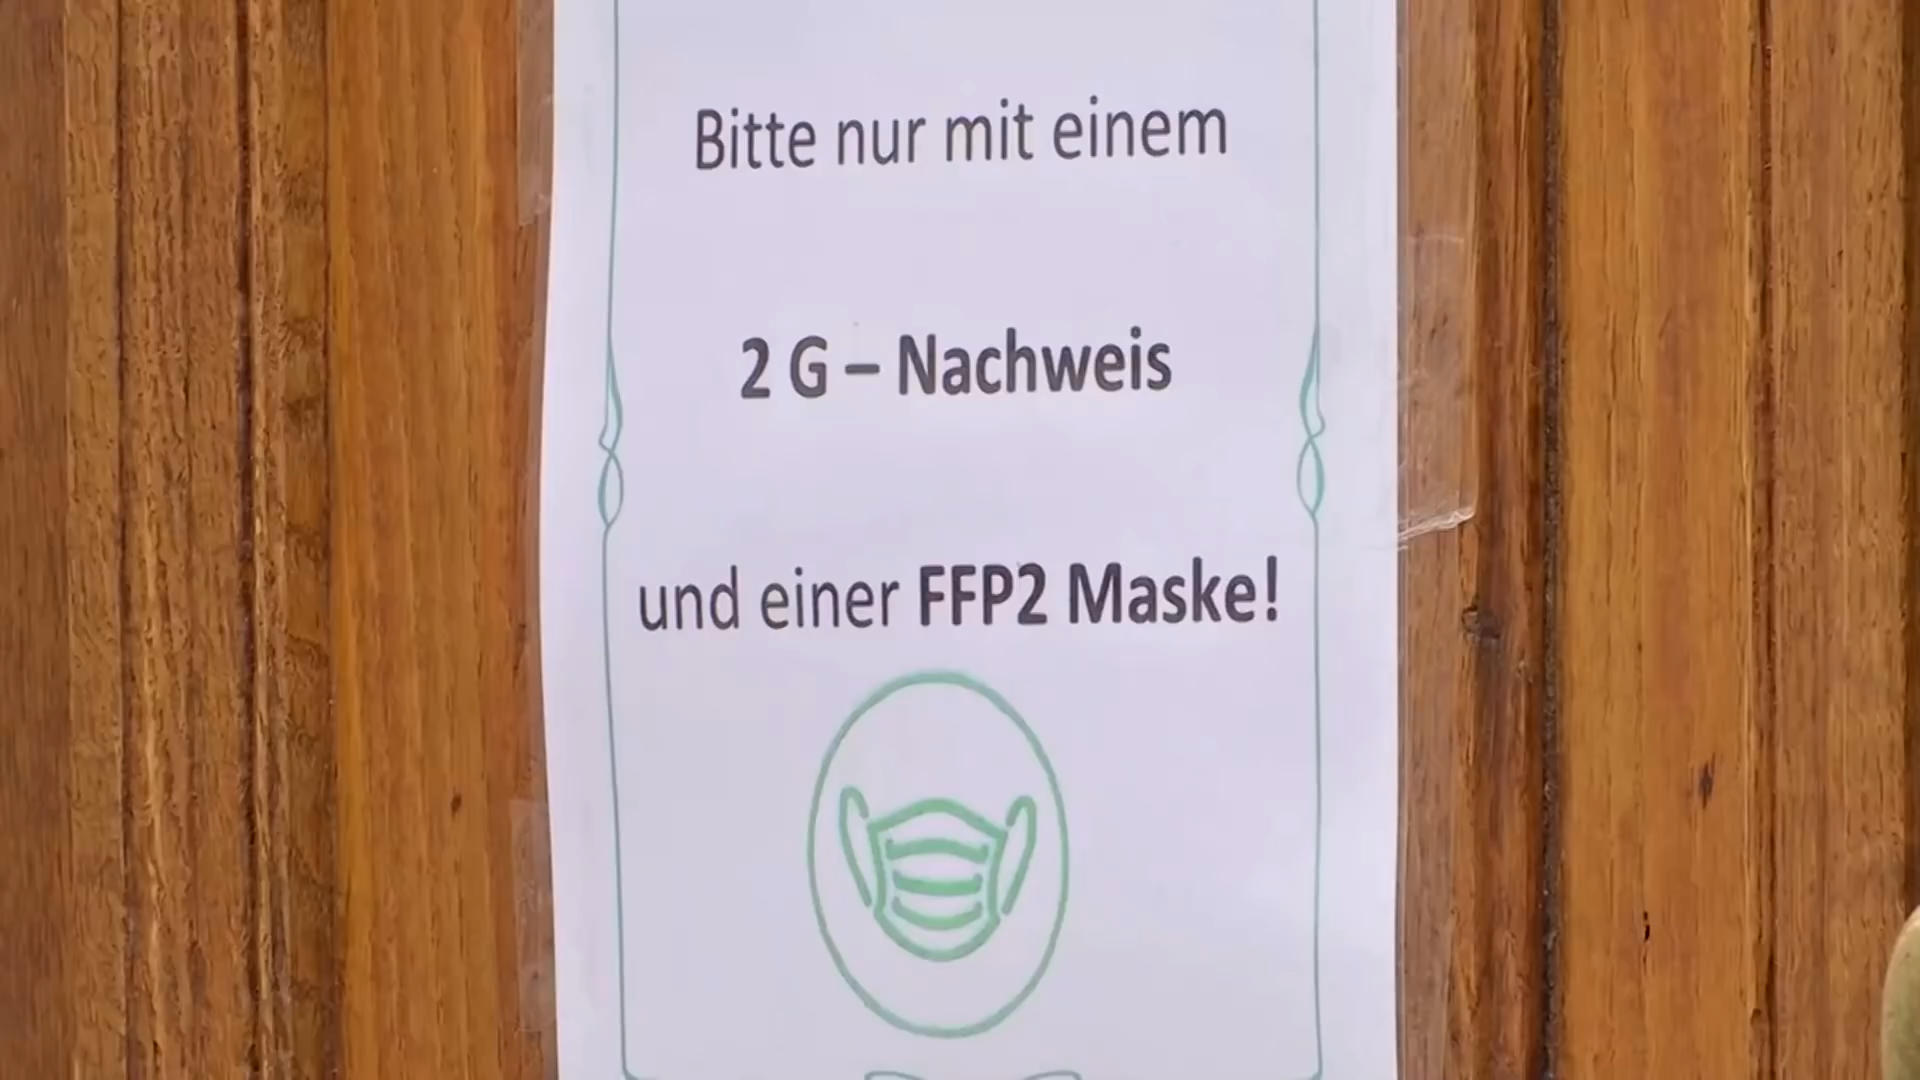 Bitte nur mit einem
2 G – Nachweis
und einer FFP2 Maske!